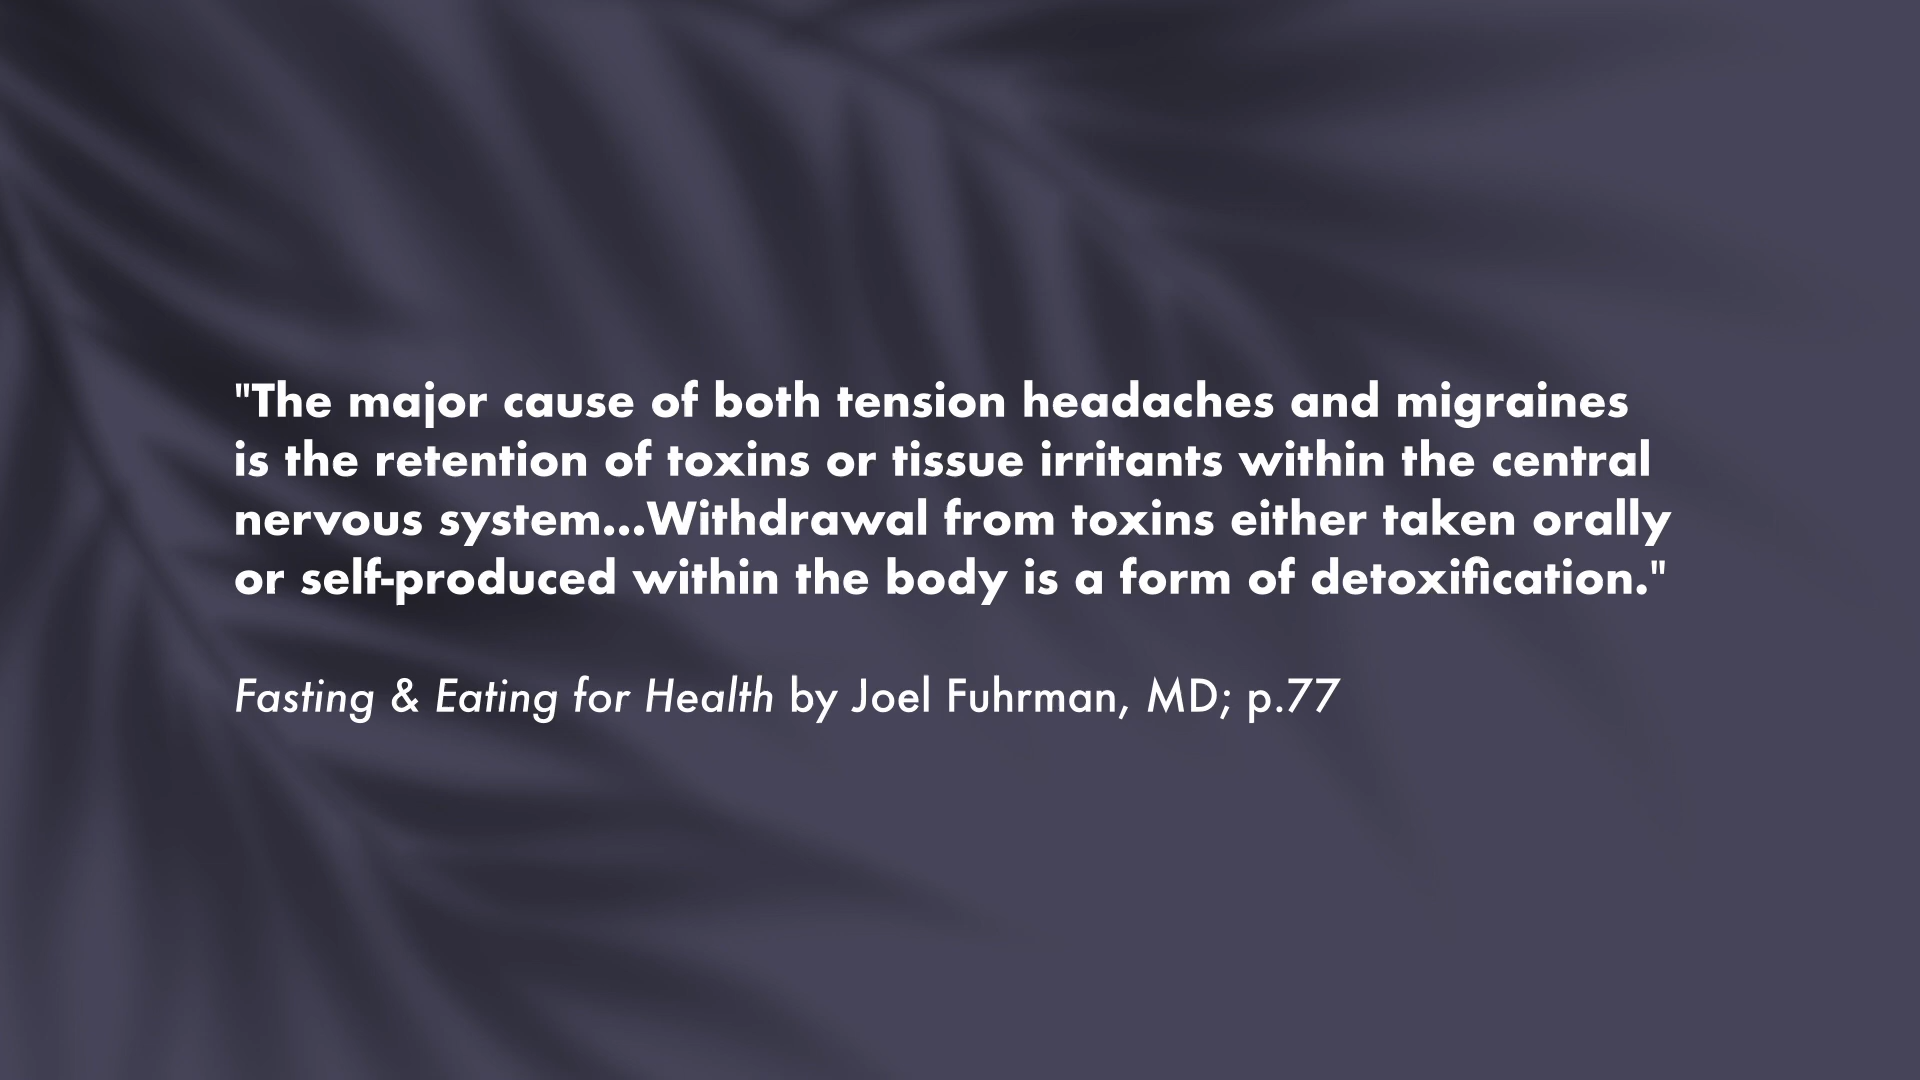 "The major cause of both tension headaches and migraines
is the retention of toxins or tissue irritants within the central
nervous system...Withdrawal from toxins either taken orally
or self-produced within the body is a form of detoxification."
Fasting & Eating for Health by Joel Fuhrman, MD; p.77